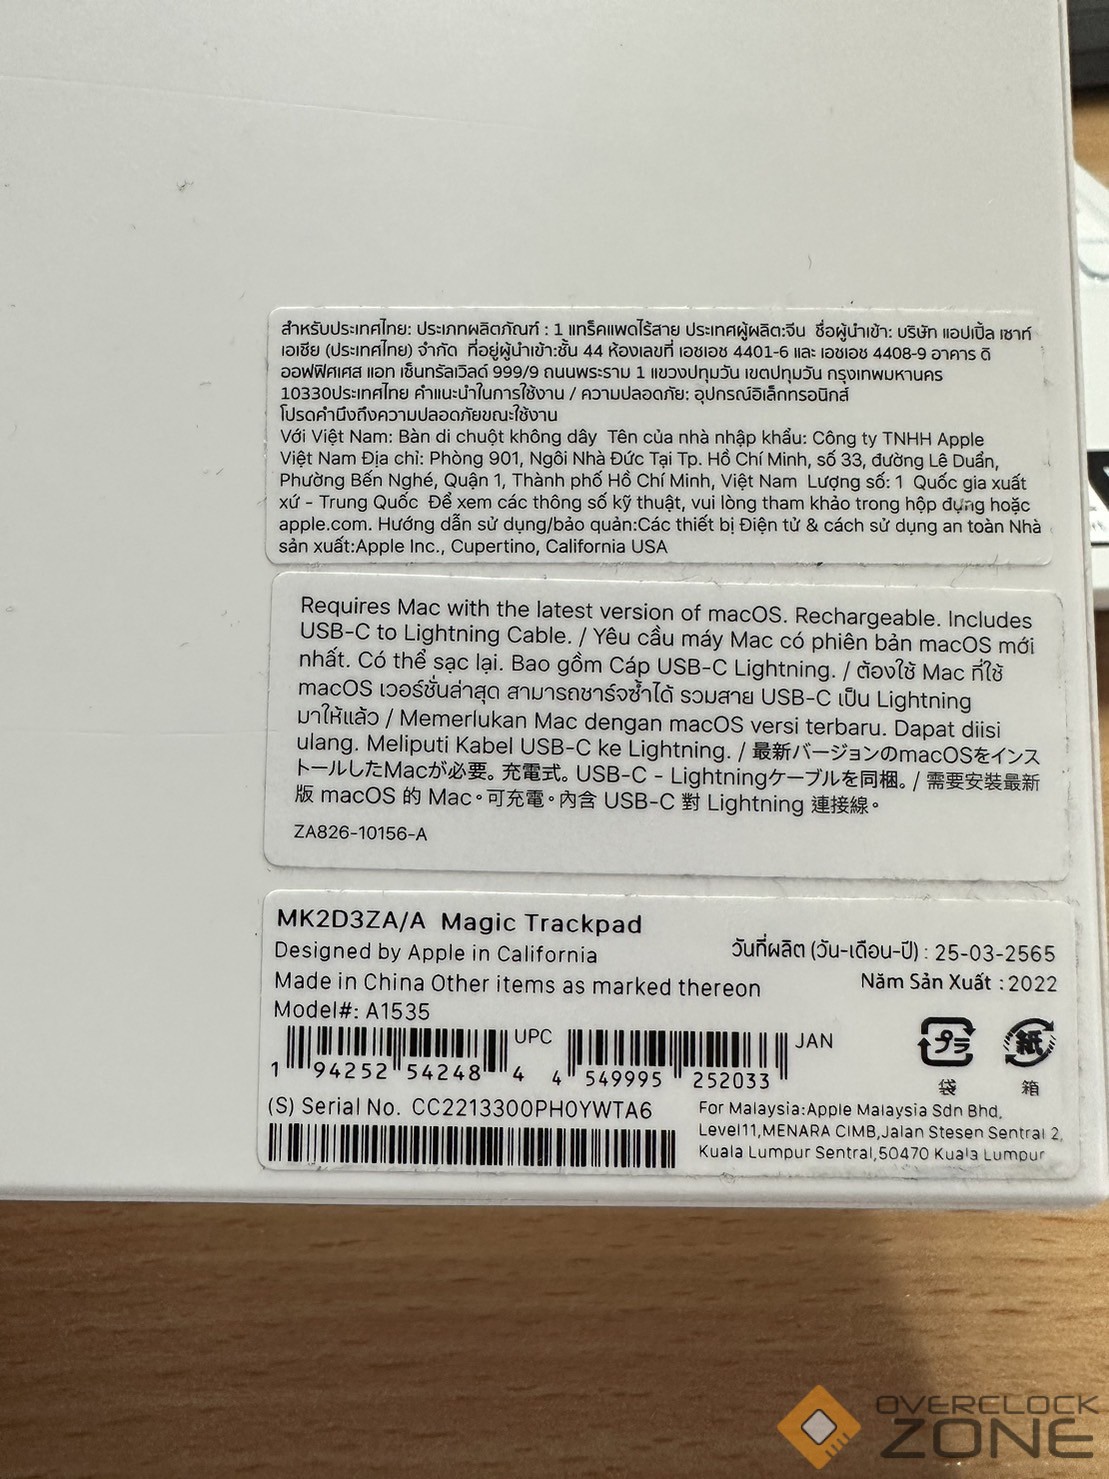 สำหรับประเทศไทย: ประเภทผลิตภัณฑ์ : 1 แทร็คแพดไร้สาย ประเทศผู้ผลิต:จีน ชื่อผู้นำเข้า: บริษัท แอปเปิ้ล เซาท์
เอเชีย (ประเทศไทย) จำกัด ที่อยู่ผู้นำเข้า:ชั้น 44 ห้องเลขที่ เอชเอช 4401-6 และ เอชเอช 4408-9 อาคาร ดิ
ออฟฟิศเศส แอท เซ็นทรัลเวิลด์ 999/9 ถนนพระราม 1 แขวงปทุมวัน เขตปทุมวัน กรุงเทพมหานคร
10330ประเทศไทย คำแนะนำในการใช้งาน / ความปลอดภัย: อุปกรณ์อิเล็กทรอนิกส์
โปรดคำนึงถึงความปลอดภัยขณะใช้งาน
Với Việt Nam: Bàn di chuột không dây Tên của nhà nhập khẩu: Công ty TNHH Apple
Việt Nam Địa chỉ: Phòng 901, Ngôi Nhà Đức Tại Tp. Hồ Chí Minh, số 33, đường Lê Duẩn,
Phường Bến Nghé, Quận 1, Thành phố Hồ Chí Minh, Việt Nam Lượng số: 1 Quốc gia xuất
xứ - Trung Quốc Để xem các thông số kỹ thuật, vui lòng tham khảo trong hộp đựng hoặc
apple.com. Hướng dẫn sử dụng/bảo quản:Các thiết bị Điện tử & cách sử dụng an toàn Nhà
sản xuất:Apple Inc., Cupertino, California USA
Requires Mac with the latest version of macOS. Rechargeable. Includes
USB-C to Lightning Cable. / Yêu cầu máy Mac có phiên bản macOS mới
nhất. Có thể sạc lại. Bao gồm Cáp USB-C Lightning. / ต้องใช้ Mac ที่ใช้
macOS เวอร์ชั่นล่าสุด สามารถชาร์จซ้ำได้ รวมสาย USB-C เป็น Lightning
มาให้แล้ว / Memerlukan Mac dengan macOS versi terbaru. Dapat diisi
ulang. Meliputi Kabel USB-C ke Lightning. / 最新バージョンのmacOSをインス
トールしたMacが必要。充電式。USB-C - Lightningケーブルを同梱。/ 需要安裝最新
版 macOS 的 Mac。可充電。內含 USB-C 對 Lightning 連接線。
ZA826-10156-A
MK2D3ZA/A Magic Trackpad
Designed by Apple in California
วันที่ผลิต (วัน-เดือน-ปี) : 25-03-2565
Made in China Other items as marked thereon
Năm Sản Xuất : 2022
Model#: A1535
UPC
JAN
1 94252 54248 4
4 549995 252033
プラ
紙
袋
箱
(S) Serial No. CC2213300PH0YWTA6
For Malaysia:Apple Malaysia Sdn Bhd,
Level11,MENARA CIMB,Jalan Stesen Sentral 2,
Kuala Lumpur Sentral,50470 Kuala Lumpur
OVERCLOCK
ZONE